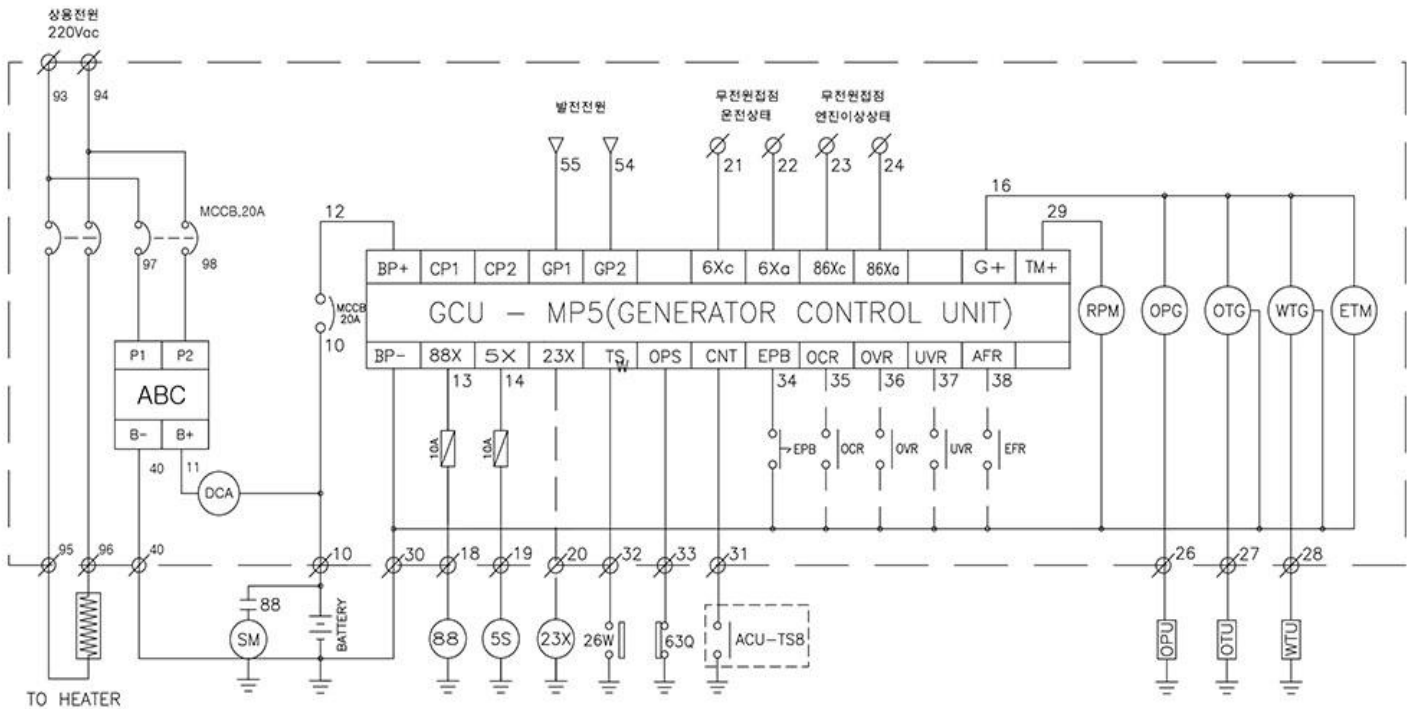 상용전원
220Vac
93
94
발전전원
무전원접점
운전상태
무전원접점
엔진이상상태
55
54
21
22
23
24
16
29
12
MCCB,20A
97
98
BP+ CP1 CP2 GP1 GP2 6Xc 6Xa 86Xc 86Xa G+ TM+
GCU - MP5(GENERATOR CONTROL UNIT)
BP- 88X 5X 23X TS W OPS CNT EPB OCR OVR UVR AFR
MCCB
20A
10
RPM
OPG
OTG
WTG
ETM
P1 P2
ABC
B- B+
40
11
DCA
13
14
34
35
36
37
38
10A
10A
EPB
OCR
OVR
UVR
EFR
95
96
40
10
30
18
19
20
32
33
31
26
27
28
88
SM
BATTERY
88
5S
23X
26W
63Q
ACU-TS8
OPU
OTU
WTU
TO HEATER